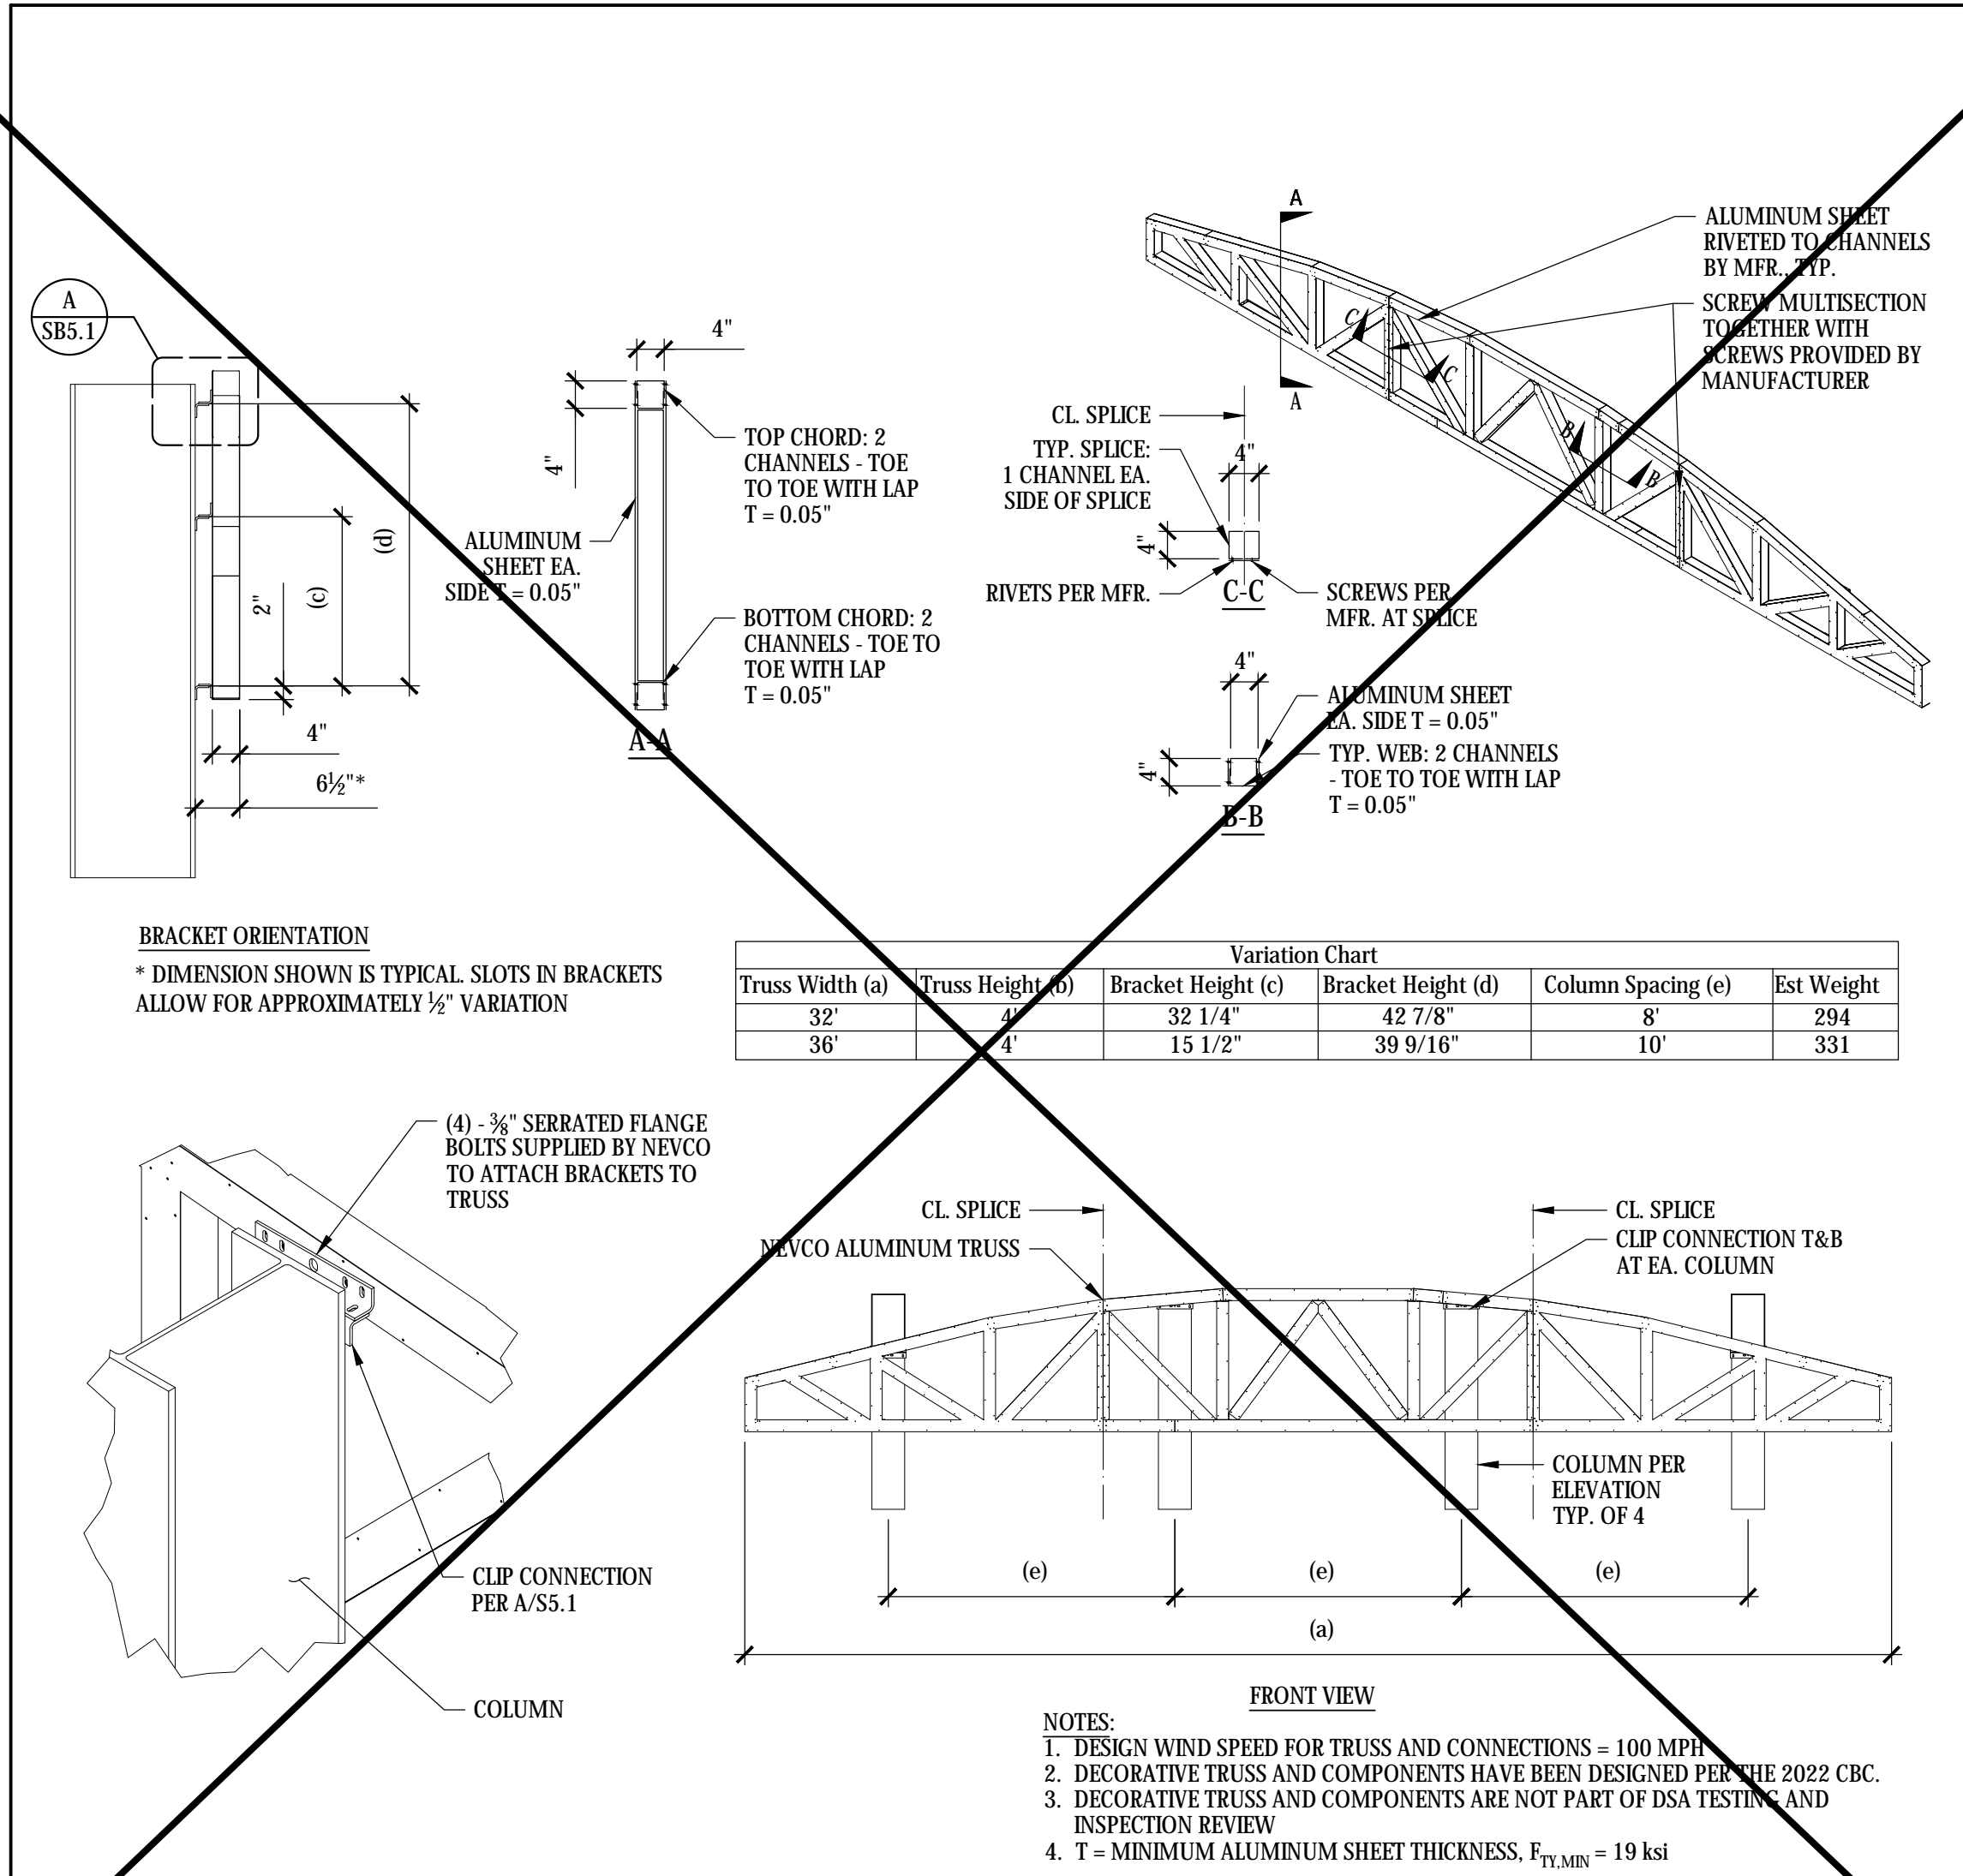 A
SB5.1
4"
4"
TOP CHORD: 2
CHANNELS - TOE
TO TOE WITH LAP
T = 0.05"
ALUMINUM
SHEET EA.
SIDE T = 0.05"
BOTTOM CHORD: 2
CHANNELS - TOE TO
TOE WITH LAP
T = 0.05"
A-A
(d)
(c)
2"
4"
6½"*
BRACKET ORIENTATION
* DIMENSION SHOWN IS TYPICAL. SLOTS IN BRACKETS
ALLOW FOR APPROXIMATELY ½" VARIATION
A
A
C
C
B
B
ALUMINUM SHEET
RIVETED TO CHANNELS
BY MFR., TYP.
SCREW MULTISECTION
TOGETHER WITH
SCREWS PROVIDED BY
MANUFACTURER
CL. SPLICE
TYP. SPLICE:
1 CHANNEL EA.
SIDE OF SPLICE
4"
4"
RIVETS PER MFR.
C-C
SCREWS PER
MFR. AT SPLICE
4"
4"
ALUMINUM SHEET
EA. SIDE T = 0.05"
TYP. WEB: 2 CHANNELS
- TOE TO TOE WITH LAP
T = 0.05"
B-B
Variation Chart
Truss Width (a) Truss Height (b) Bracket Height (c) Bracket Height (d) Column Spacing (e) Est Weight
32' 4' 32 1/4" 42 7/8" 8' 294
36' 4' 15 1/2" 39 9/16" 10' 331
(4) - ⅜" SERRATED FLANGE
BOLTS SUPPLIED BY NEVCO
TO ATTACH BRACKETS TO
TRUSS
CLIP CONNECTION
PER A/S5.1
COLUMN
CL. SPLICE
NEVCO ALUMINUM TRUSS
CL. SPLICE
CLIP CONNECTION T&B
AT EA. COLUMN
COLUMN PER
ELEVATION
TYP. OF 4
(e) (e) (e)
(a)
FRONT VIEW
NOTES:
1. DESIGN WIND SPEED FOR TRUSS AND CONNECTIONS = 100 MPH
2. DECORATIVE TRUSS AND COMPONENTS HAVE BEEN DESIGNED PER THE 2022 CBC.
3. DECORATIVE TRUSS AND COMPONENTS ARE NOT PART OF DSA TESTING AND
INSPECTION REVIEW
4. T = MINIMUM ALUMINUM SHEET THICKNESS, FTY,MIN = 19 ksi